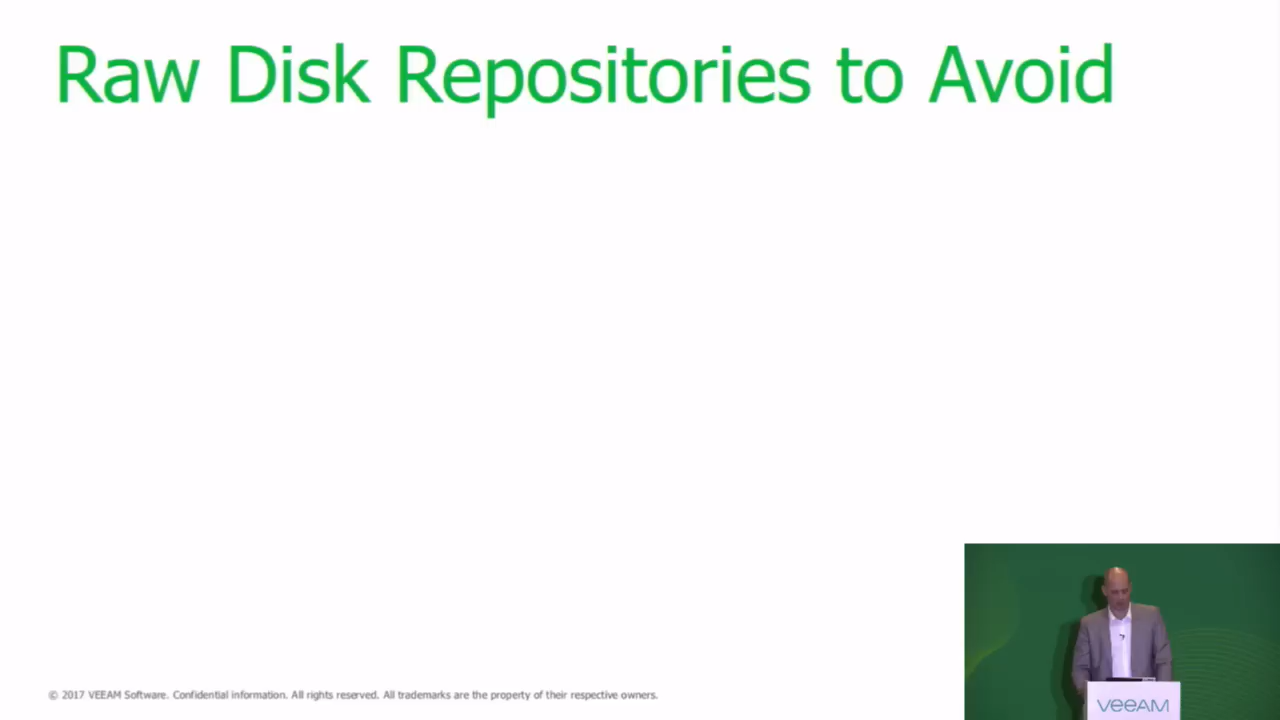 Raw Disk Repositories to Avoid
© 2017 VEEAM Software. Confidential information. All rights reserved. All trademarks are the property of their respective owners.
VeeAM